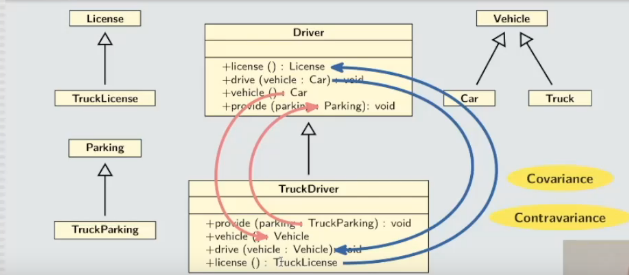 License
TruckLicense
Parking
TruckParking
Driver
+license () : License
+drive (vehicle : Car) : void
+vehicle () : Car
+provide (parking : Parking): void
TruckDriver
+provide (parking : TruckParking) : void
+vehicle () : Vehicle
+drive (vehicle : Vehicle) : void
+license () : TruckLicense
Vehicle
Car
Truck
Covariance
Contravariance